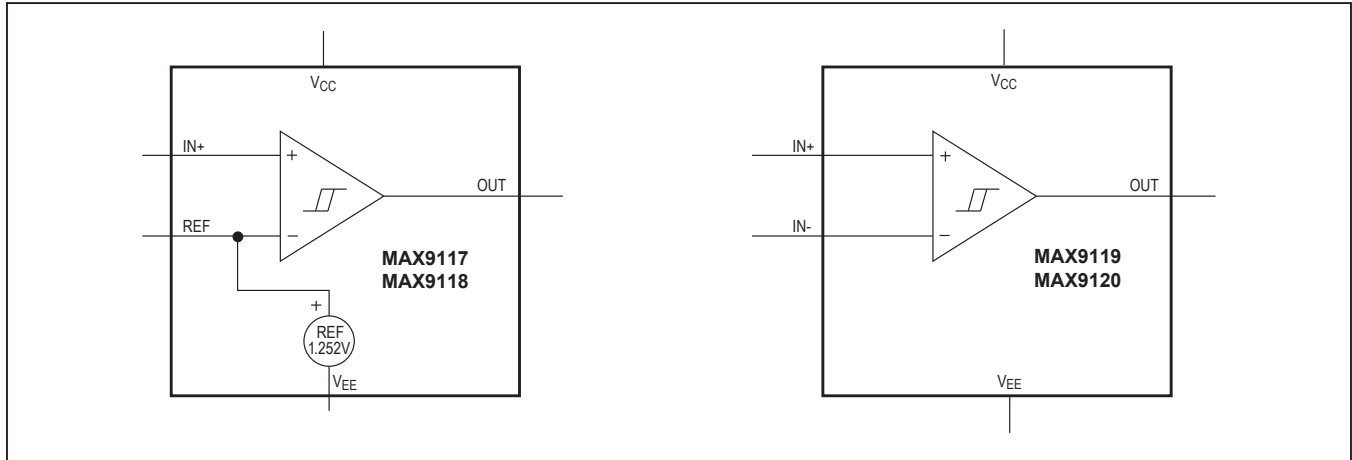 VCC
IN+
+
OUT
REF
−
MAX9117
MAX9118
+
REF
1.252V
VEE
VCC
IN+
+
OUT
IN-
−
MAX9119
MAX9120
VEE